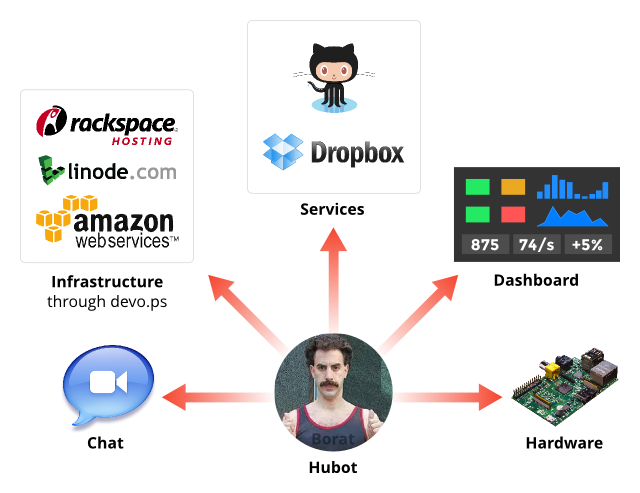 rackspace
HOSTING
linode.com
amazon
webservices™
Infrastructure
through devo.ps
Dropbox
Services
875 74/s +5%
Dashboard
Chat
Borat
Hubot
Hardware